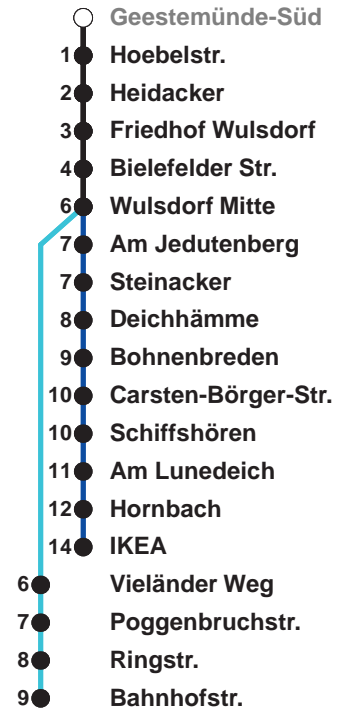 Geestemünde-Süd
1 Hoebelstr.
2 Heidacker
3 Friedhof Wulsdorf
4 Bielefelder Str.
6 Wulsdorf Mitte
7 Am Jedutenberg
7 Steinacker
8 Deichhämme
9 Bohnenbreden
10 Carsten-Börger-Str.
10 Schiffshören
11 Am Lunedeich
12 Hornbach
14 IKEA
6 Vieländer Weg
7 Poggenbruchstr.
8 Ringstr.
9 Bahnhofstr.